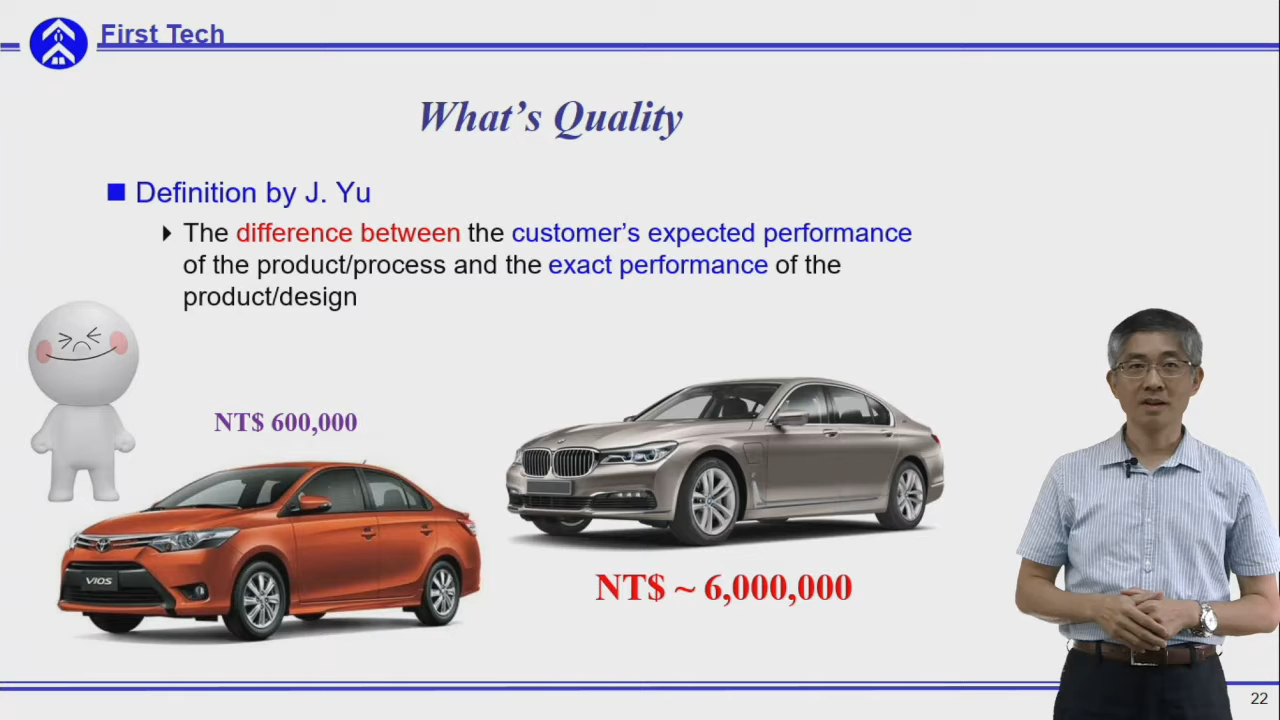 First Tech
What’s Quality
Definition by J. Yu
The difference between the customer’s expected performance
of the product/process and the exact performance of the
product/design
NT$ 600,000
VIOS
NT$ ~ 6,000,000
22